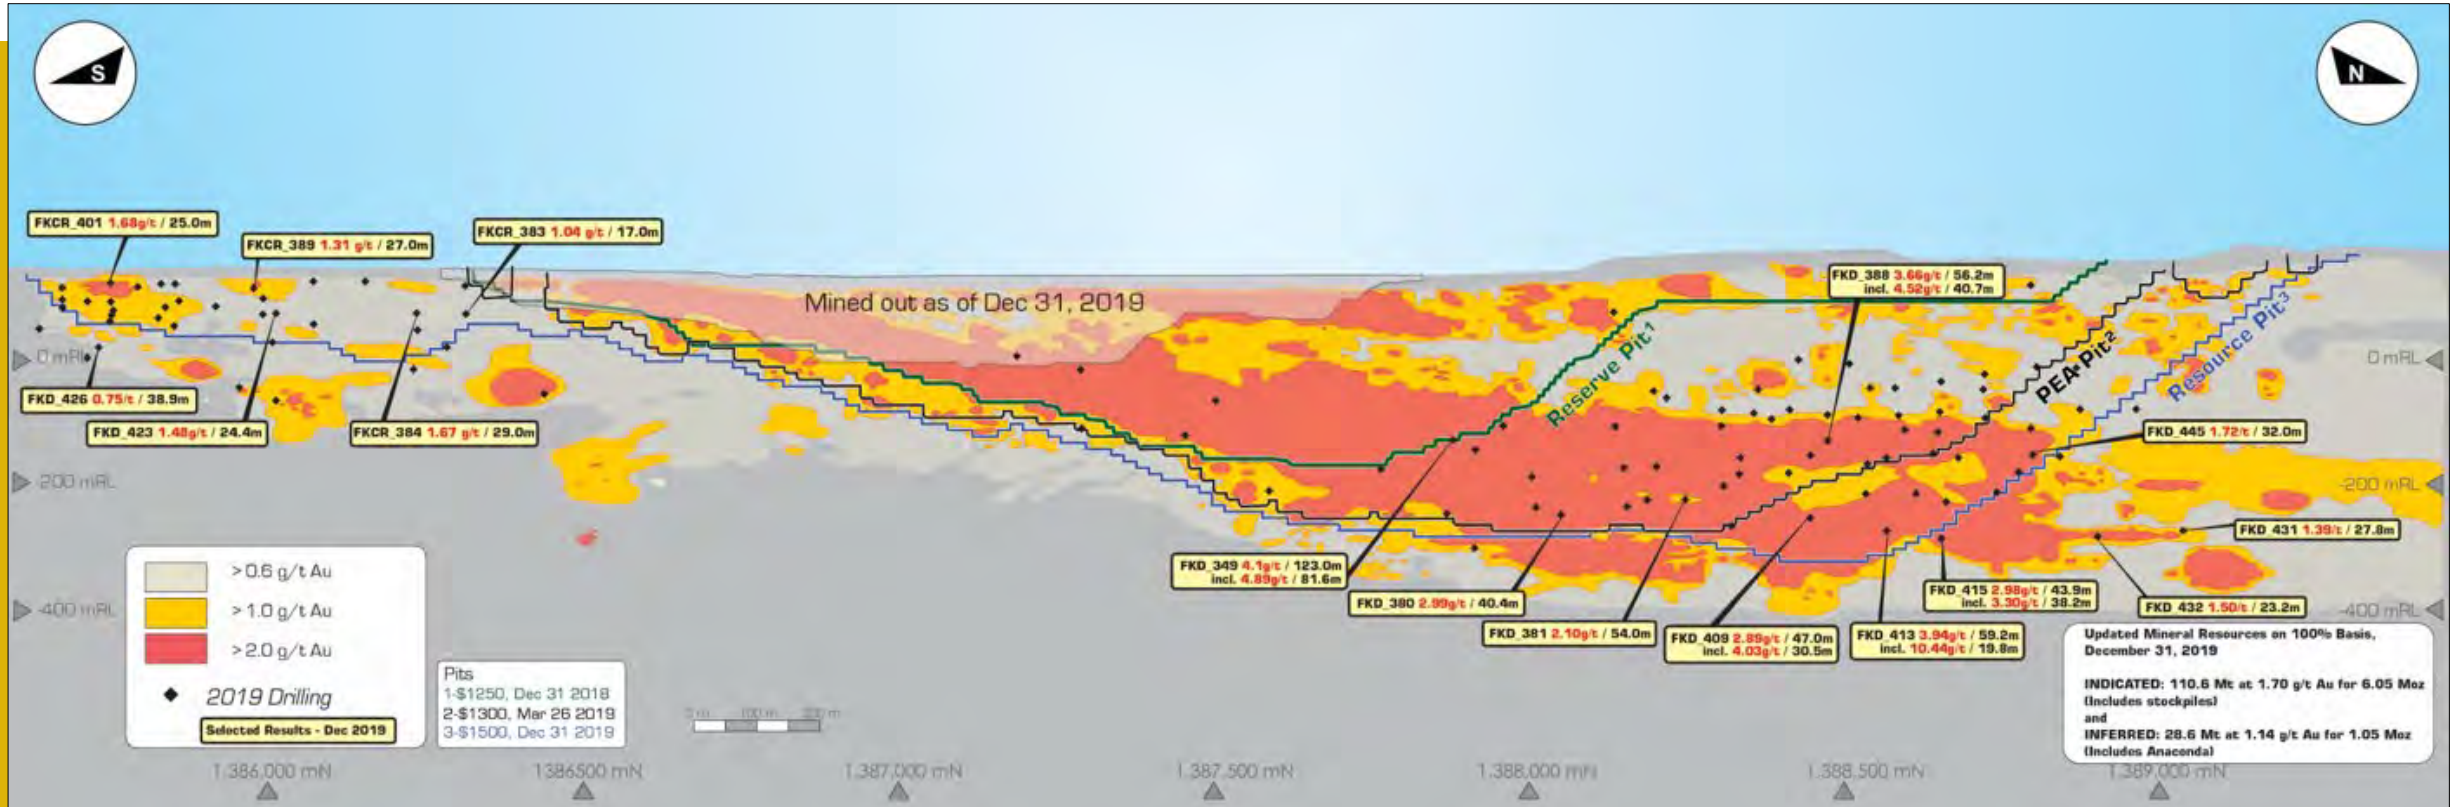 S
N
FKCR_401 1.68g/t / 25.0m
FKCR_389 1.31 g/t / 27.0m
FKCR_383 1.04 g/t / 17.0m
Mined out as of Dec 31, 2019
FKD_388 3.66g/t / 56.2m
incl. 4.52g/t / 40.7m
Reserve Pit1
PEA Pit2
Resource Pit3
0 mRL
0 mRL
FKD_426 0.75/t / 38.9m
FKD_423 1.48g/t / 24.4m
FKCR_384 1.67 g/t / 29.0m
FKD_445 1.72/t / 32.0m
-200 mRL
-200 mRL
FKD_431 1.39/t / 27.8m
FKD_349 4.1g/t / 123.0m
incl. 4.89g/t / 81.6m
FKD_380 2.99g/t / 40.4m
FKD_381 2.10g/t / 54.0m
FKD_409 2.89g/t / 47.0m
incl. 4.03g/t / 30.5m
FKD_413 3.94g/t / 59.2m
incl. 10.44g/t / 19.8m
FKD_415 2.98g/t / 43.9m
incl. 3.30g/t / 38.2m
FKD_432 1.50/t / 23.2m
-400 mRL
-400 mRL
>0.6 g/t Au
>1.0 g/t Au
>2.0 g/t Au
2019 Drilling
Selected Results - Dec 2019
Pits
1-$1250, Dec 31 2018
2-$1300, Mar 26 2019
3-$1500, Dec 31 2019
0 m 100 m 200 m
Updated Mineral Resources on 100% Basis,
December 31, 2019
INDICATED: 110.6 Mt at 1.70 g/t Au for 6.05 Moz
(Includes stockpiles)
and
INFERRED: 28.6 Mt at 1.14 g/t Au for 1.05 Moz
(Includes Anaconda)
1.386,000 mN
1386500 mN
1.387,000 mN
1.387,500 mN
1.388,000 mN
1.388,500 mN
1.389,000 mN